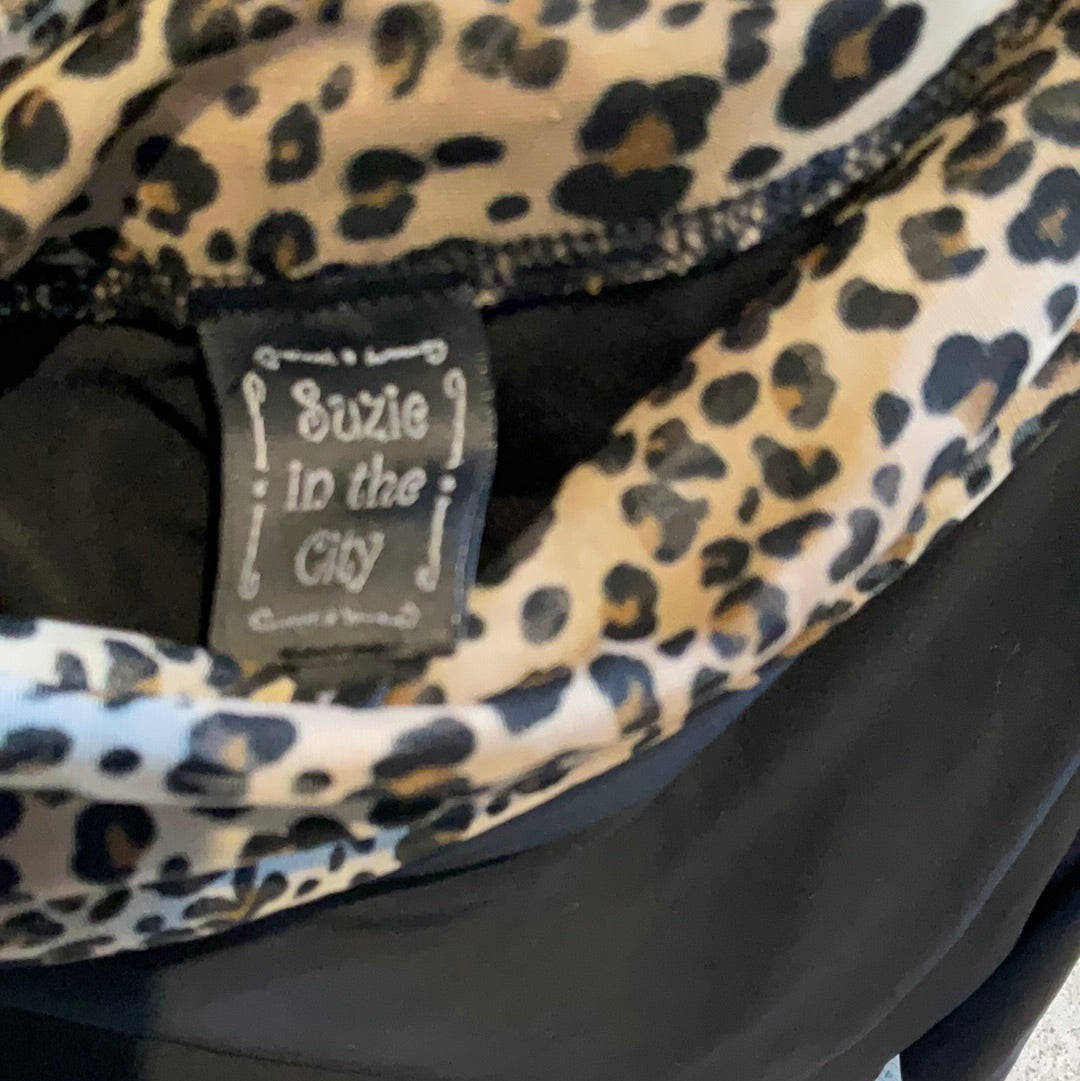 Suzie
in the
City